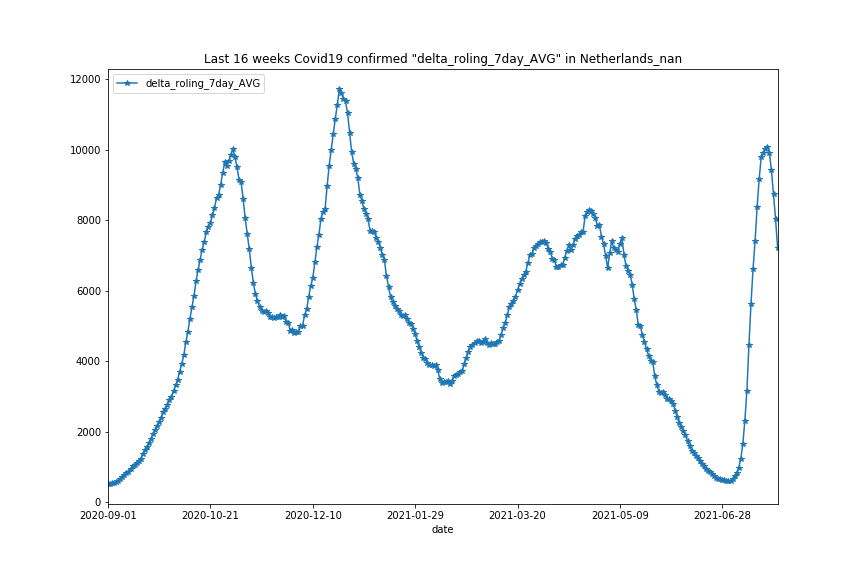 Last 16 weeks Covid19 confirmed "delta_roling_7day_AVG" in Netherlands_nan
delta_roling_7day_AVG
12000
10000
8000
6000
4000
2000
0
2020-09-01 2020-10-21 2020-12-10 2021-01-29 2021-03-20 2021-05-09 2021-06-28
date